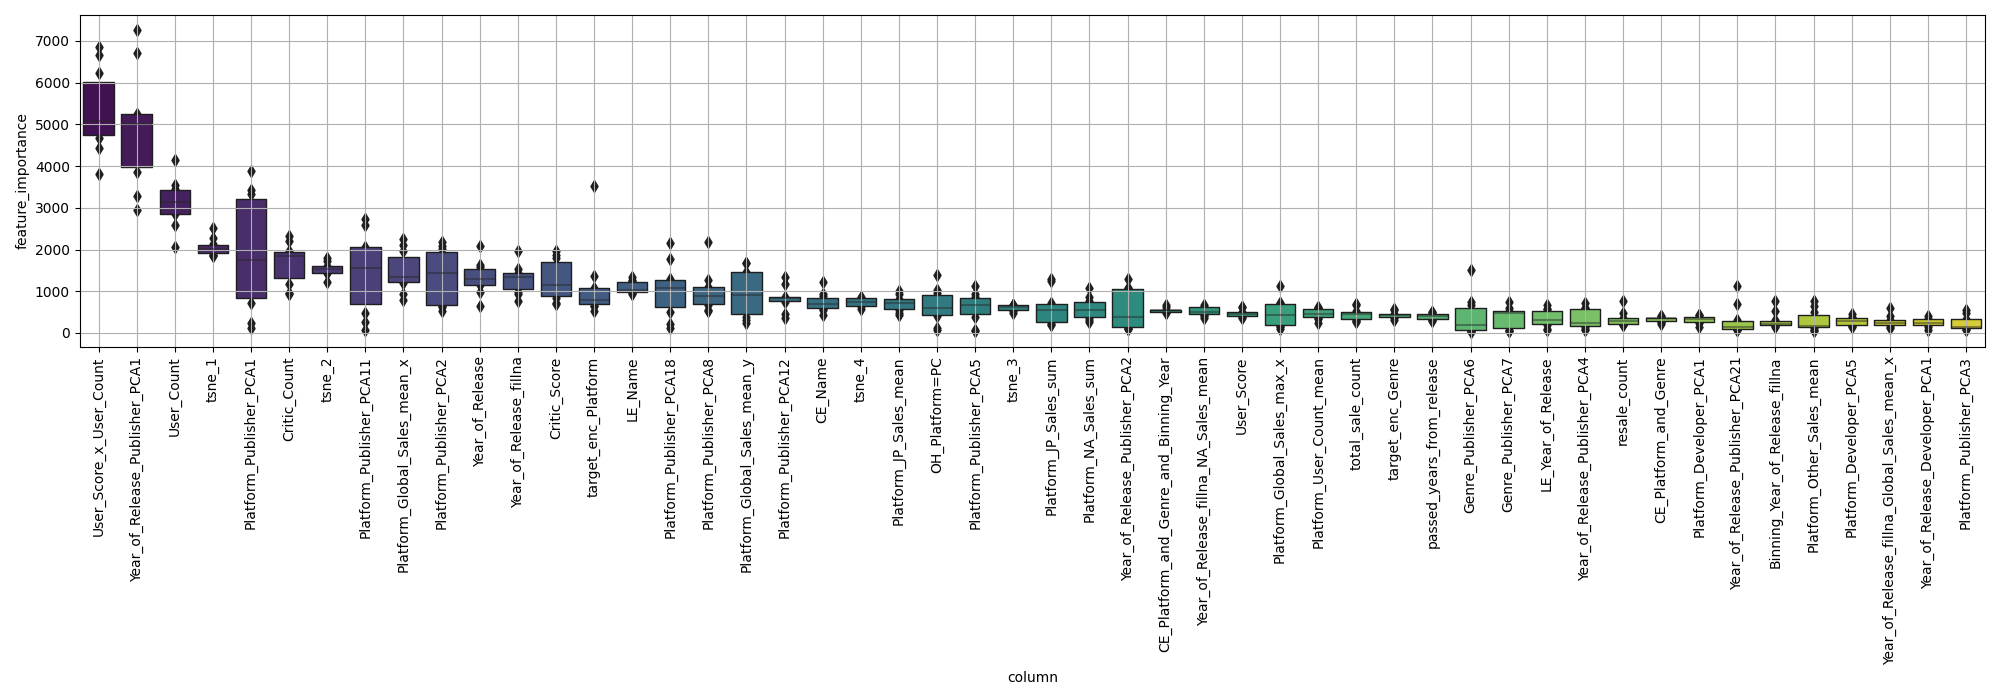 feature_importance
7000
6000
5000
4000
3000
2000
1000
0
User_Score_x_User_Count
Year_of_Release_Publisher_PCA1
User_Count
tsne_1
Platform_Publisher_PCA1
Critic_Count
tsne_2
Platform_Publisher_PCA11
Platform_Global_Sales_mean_x
Platform_Publisher_PCA2
Year_of_Release
Year_of_Release_fillna
Critic_Score
target_enc_Platform
LE_Name
Platform_Publisher_PCA18
Platform_Publisher_PCA8
Platform_Global_Sales_mean_y
Platform_Publisher_PCA12
CE_Name
tsne_4
Platform_JP_Sales_mean
OH_Platform=PC
Platform_Publisher_PCA5
tsne_3
Platform_JP_Sales_sum
Platform_NA_Sales_sum
Year_of_Release_Publisher_PCA2
CE_Platform_and_Genre_and_Binning_Year
Year_of_Release_fillna_NA_Sales_mean
User_Score
Platform_Global_Sales_max_x
Platform_User_Count_mean
total_sale_count
target_enc_Genre
passed_years_from_release
Genre_Publisher_PCA6
Genre_Publisher_PCA7
LE_Year_of_Release
Year_of_Release_Publisher_PCA4
resale_count
CE_Platform_and_Genre
Platform_Developer_PCA1
Year_of_Release_Publisher_PCA21
Binning_Year_of_Release_fillna
Platform_Other_Sales_mean
Platform_Developer_PCA5
Year_of_Release_fillna_Global_Sales_mean_x
Year_of_Release_Developer_PCA1
Platform_Publisher_PCA3
column